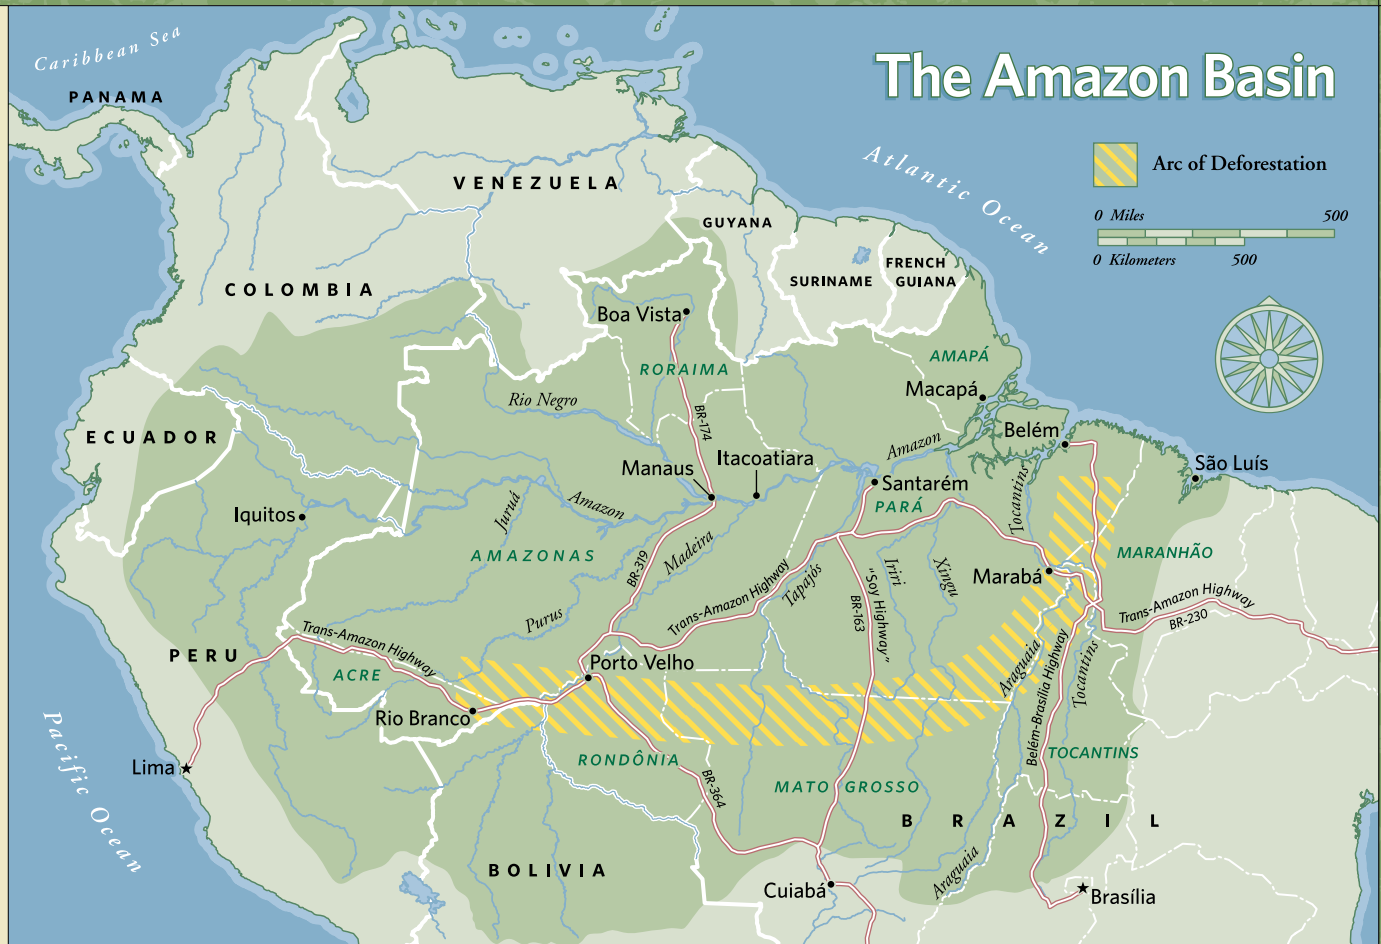 The Amazon Basin
Arc of Deforestation
0 Miles 500
0 Kilometers 500
Caribbean Sea
PANAMA
Atlantic Ocean
VENEZUELA
GUYANA
SURINAME
FRENCH
GUIANA
COLOMBIA
Boa Vista
RORAIMA
AMAPÁ
Macapá
Rio Negro
BR-174
ECUADOR
Belém
Amazon
Manaus
Itacoatiara
São Luís
Santarém
PARÁ
Tocantins
Iquitos
Juruá
Amazon
AMAZONAS
Madeira
BR-319
MARANHÃO
Marabá
Iriri
Xingu
Tapajós
"Soy Highway"
BR-163
Trans-Amazon Highway
Trans-Amazon Highway
BR-230
Purus
Trans-Amazon Highway
PERU
ACRE
Porto Velho
Araguaia
Belém-Brasília Highway
Tocantins
Rio Branco
Pacific Ocean
Lima
RONDÔNIA
BR-364
MATO GROSSO
TOCANTINS
BRAZIL
BOLIVIA
Araguaia
Cuiabá
Brasília